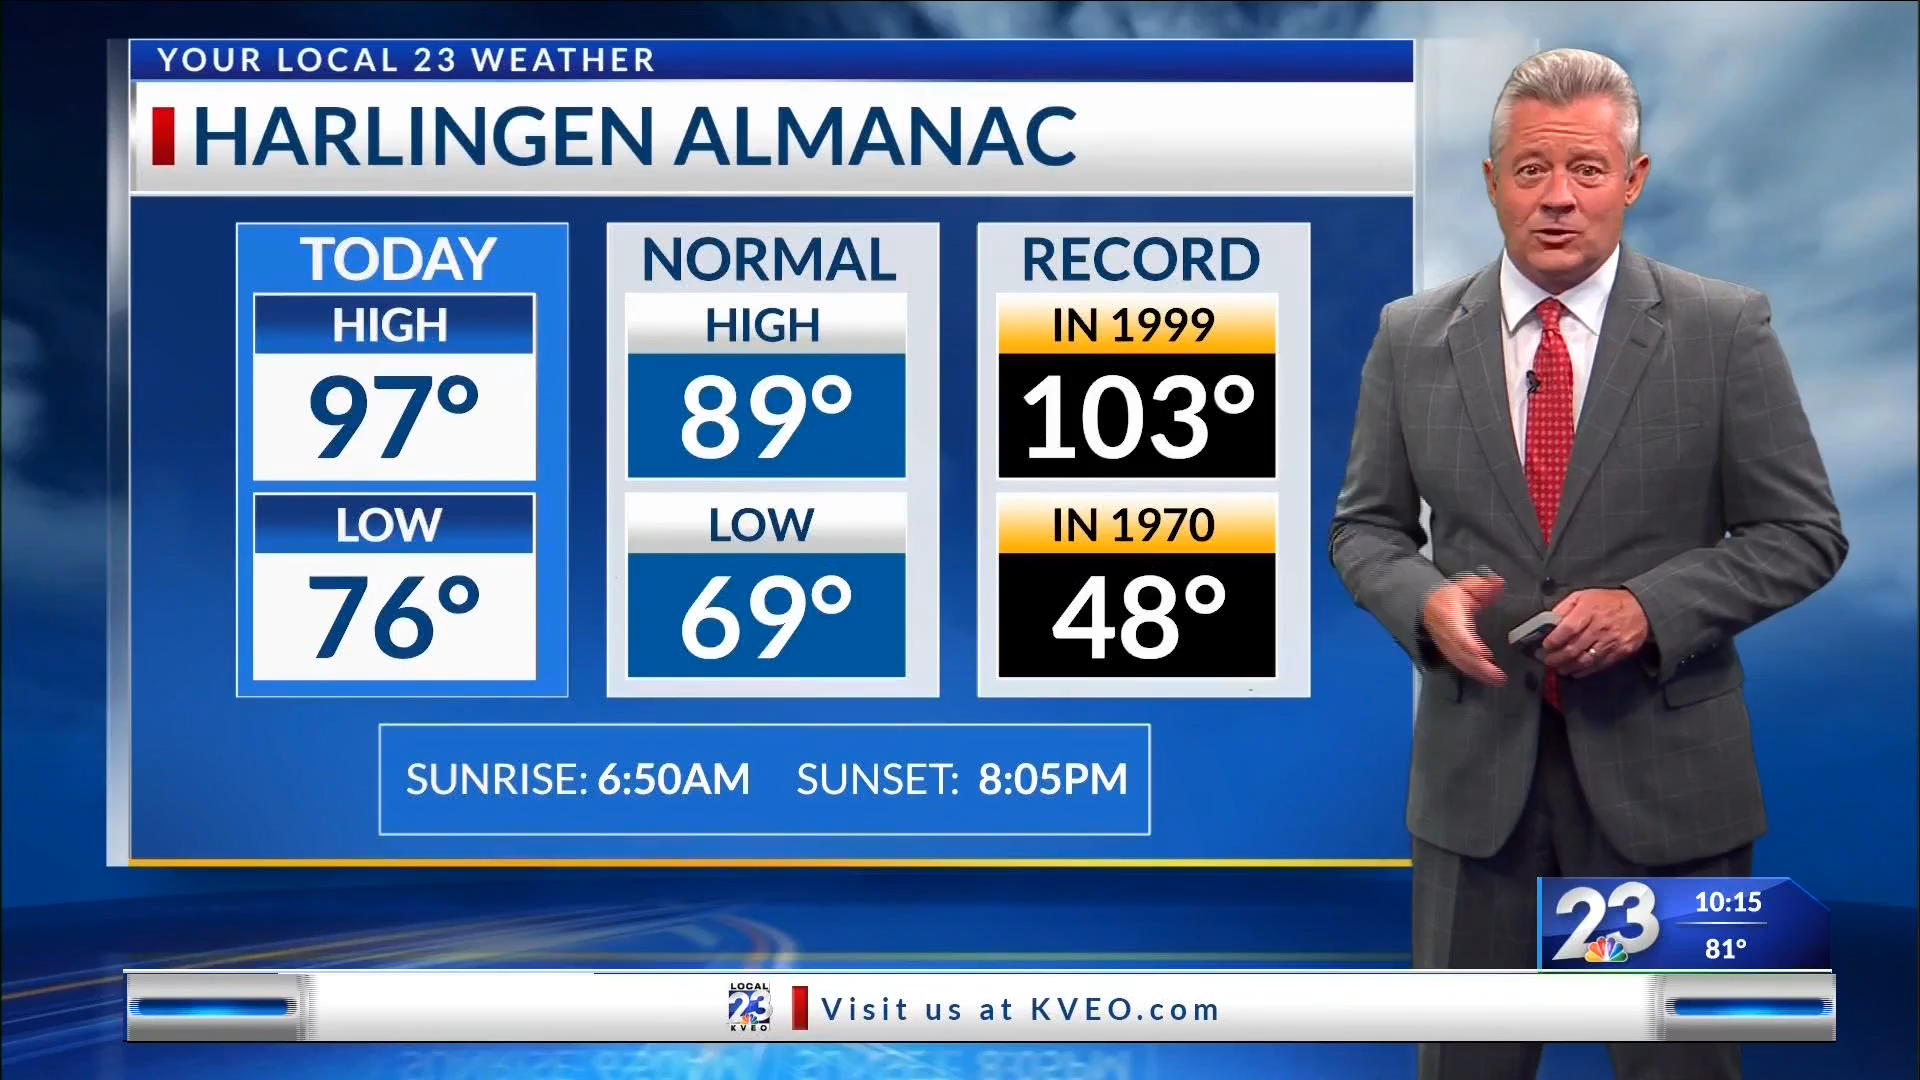 YOUR LOCAL 23 WEATHER
HARLINGEN ALMANAC
TODAY
HIGH
97°
LOW
76°
NORMAL
HIGH
89°
LOW
69°
RECORD
IN 1999
103°
IN 1970
48°
SUNRISE: 6:50AM SUNSET: 8:05PM
23
10:15
81°
LOCAL
23
KVEO
Visit us at KVEO.com